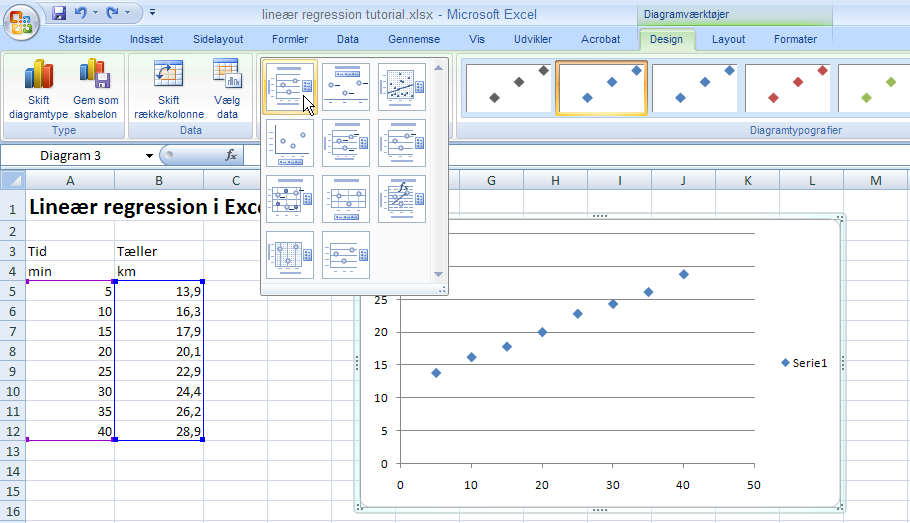 lineær regression tutorial.xlsx - Microsoft Excel
Diagramværktøjer
Startside Indsæt Sidelayout Formler Data Gennemse Vis Udvikler Acrobat Design Layout Formater
Skift diagramtype
Gem som skabelon
Skift række/kolonne
Vælg data
Type Data Diagramtypografier
Diagram 3 fx
A B C G H I J K L M
1 Lineær regression i Exce
2
3 Tid Tæller
4 min km
5 5 13,9
6 10 16,3
7 15 17,9
8 20 20,1
9 25 22,9
10 30 24,4
11 35 26,2
12 40 28,9
13
14
15
16
25
20
15
10
5
0
0 10 20 30 40 50
Serie1